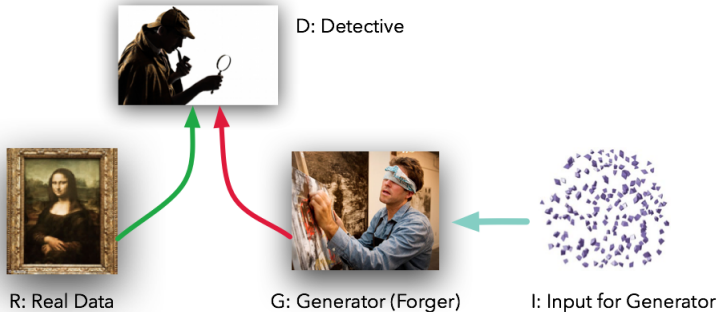 D: Detective
R: Real Data
G: Generator (Forger)
I: Input for Generator